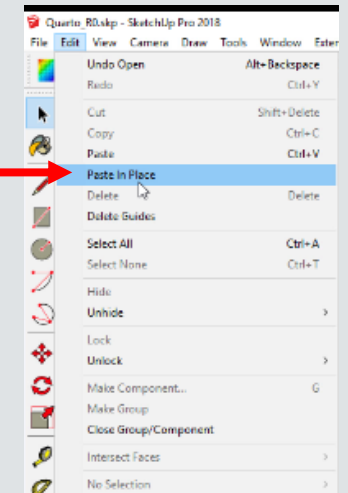 Quarto_R0.skp - SketchUp Pro 2018
File Edit View Camera Draw Tools Window Exter
Undo Open Alt+Backspace
Redo Ctrl+Y
Cut Shift+Delete
Copy Ctrl+C
Paste Ctrl+V
Paste In Place
Delete Delete
Delete Guides
Select All Ctrl+A
Select None Ctrl+T
Hide
Unhide
Lock
Unlock
Make Component... G
Make Group
Close Group/Component
Intersect Faces
No Selection